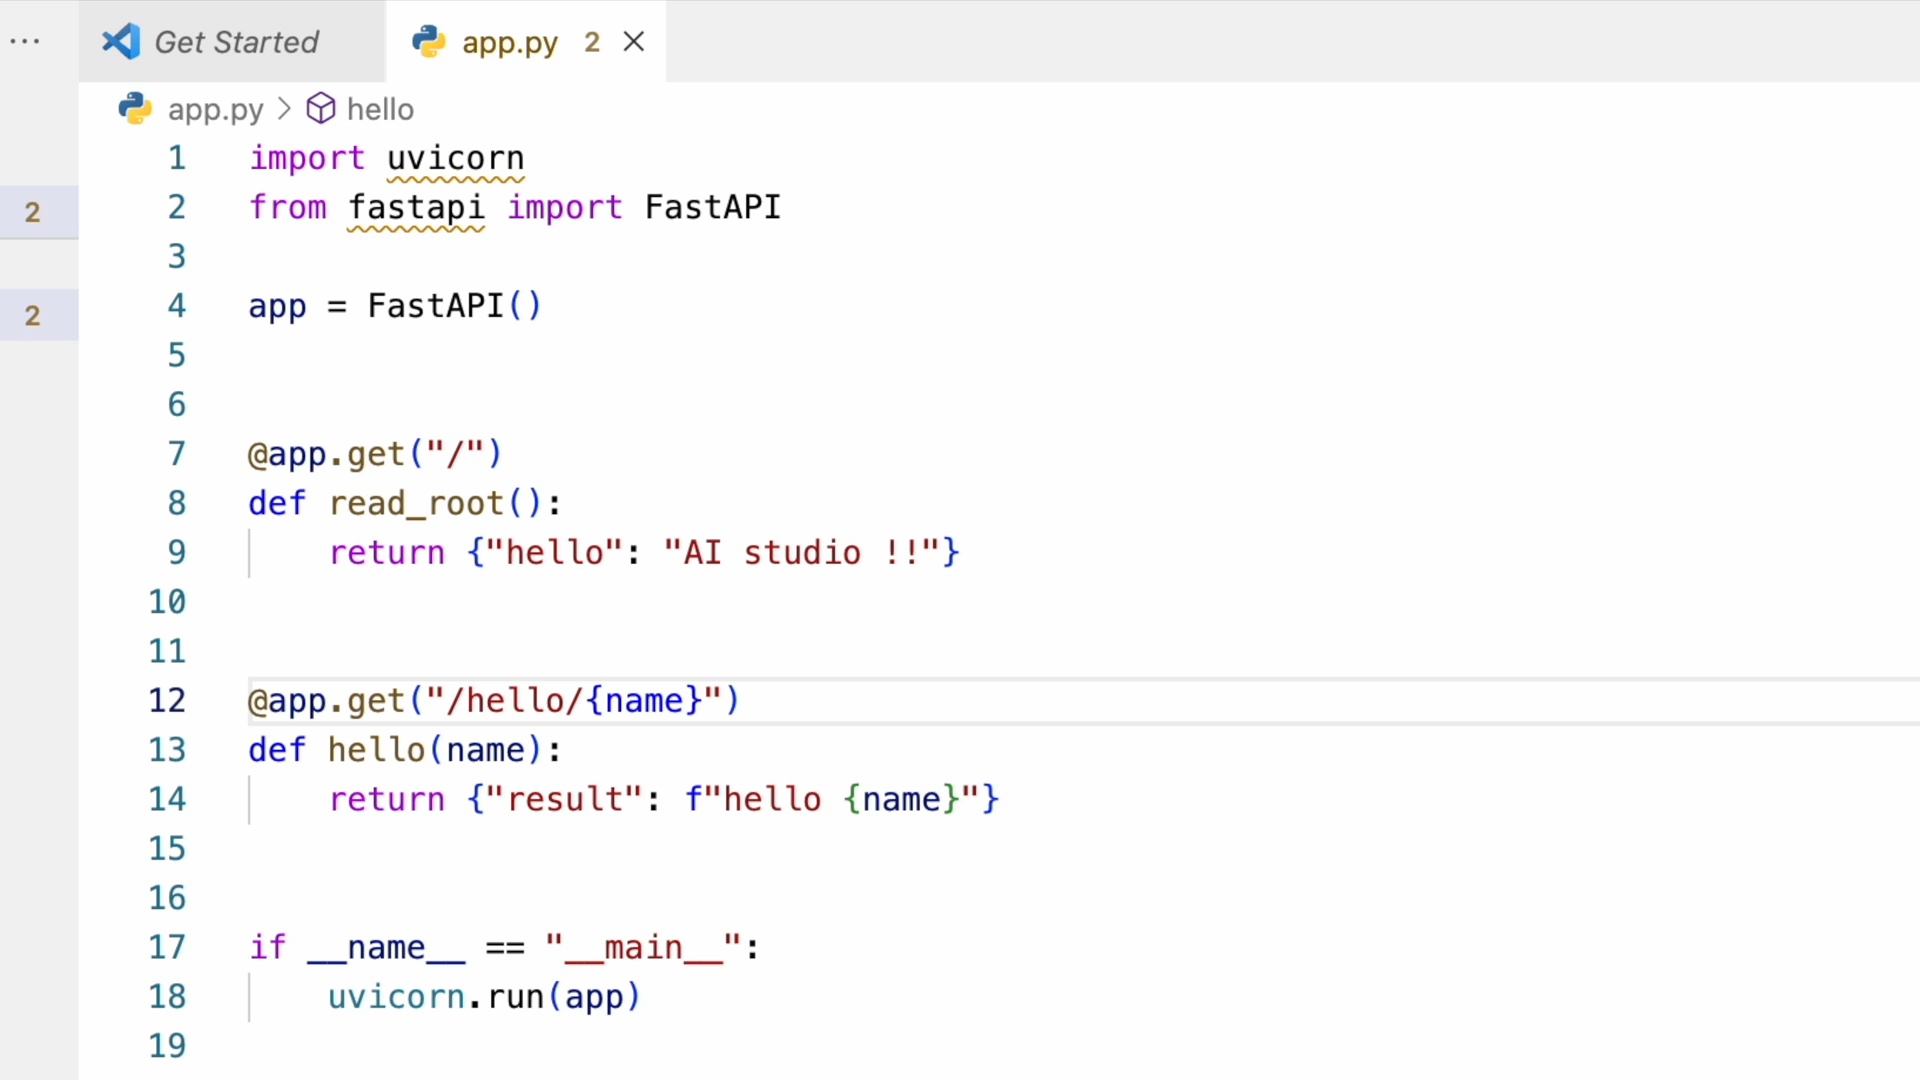 ... Get Started app.py 2
app.py > hello
1 import uvicorn
2 from fastapi import FastAPI
2
3
4 app = FastAPI()
2
5
6
7 @app.get("/")
8 def read_root():
9     return {"hello": "AI studio !!"}
10
11
12 @app.get("/hello/{name}")
13 def hello(name):
14     return {"result": f"hello {name}"}
15
16
17 if __name__ == "__main__":
18     uvicorn.run(app)
19